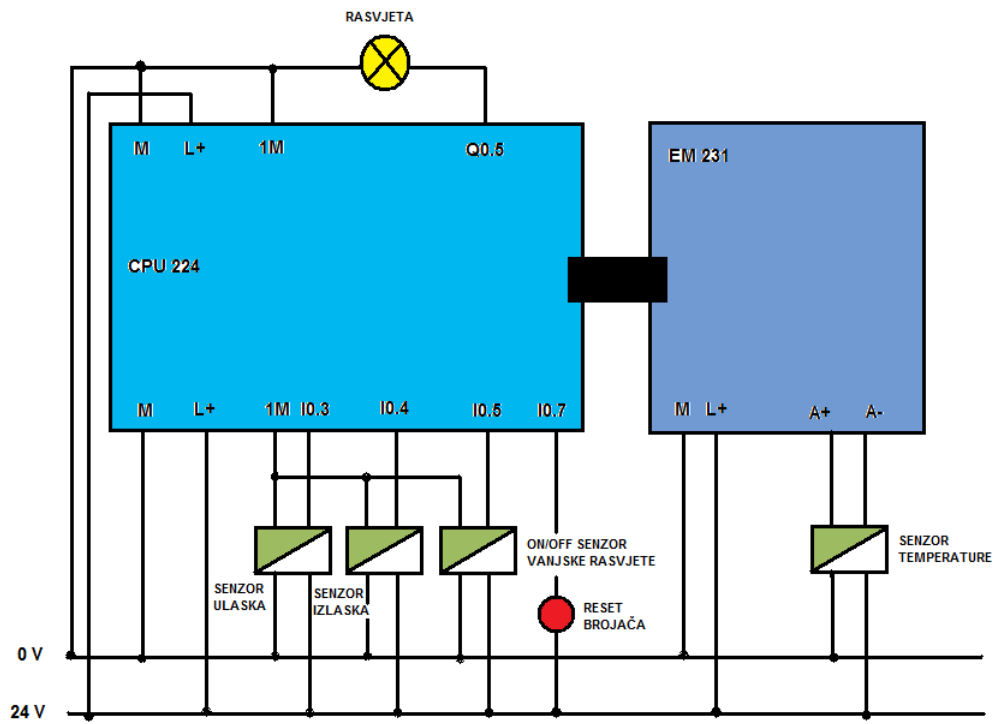 RASVJETA
M L+ 1M Q0.5
EM 231
CPU 224
M L+ 1M I0.3 I0.4 I0.5 I0.7
M L+ A+ A-
SENZOR
ULASKA
SENZOR
IZLASKA
ON/OFF SENZOR
VANJSKE RASVJETE
SENZOR
TEMPERATURE
RESET
BROJAČA
0 V
24 V